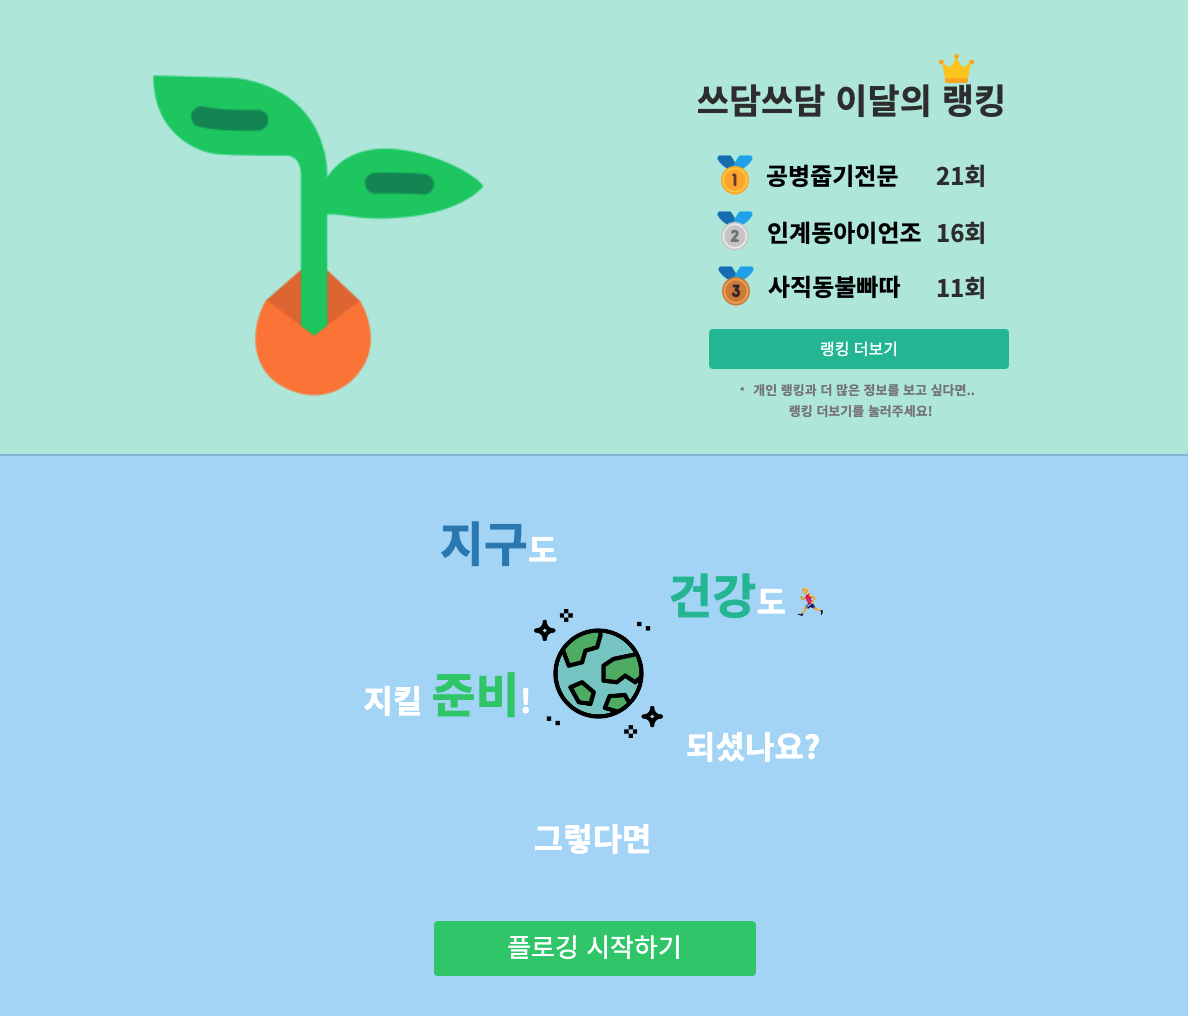 쓰담쓰담 이달의 랭킹
1 공병줍기전문 21회
2 인계동아이언조 16회
3 사직동불빠따 11회
랭킹 더보기
* 개인 랭킹과 더 많은 정보를 보고 싶다면..
랭킹 더보기를 눌러주세요!
지구도
건강도
지킬 준비!
되셨나요?
그렇다면
플로깅 시작하기